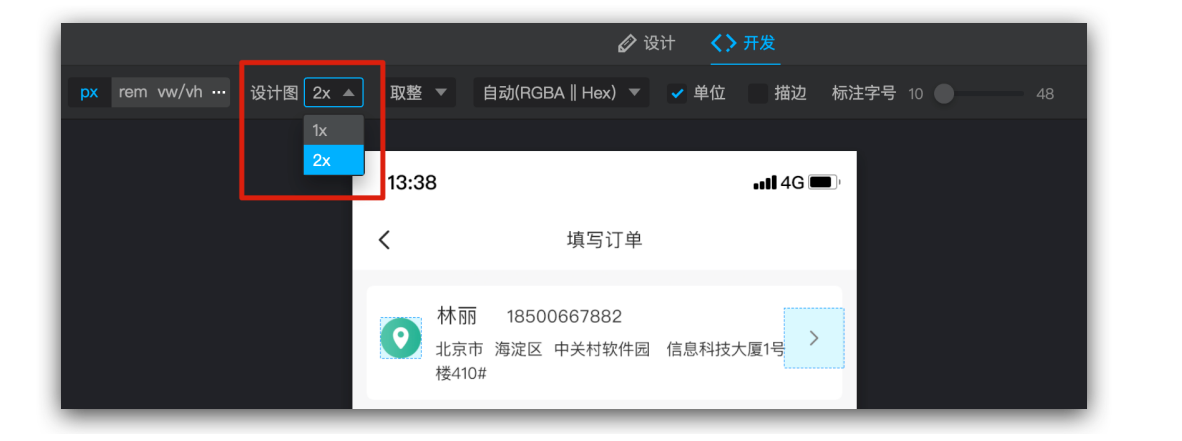 设计 开发
px rem vw/vh ··· 设计图 2x 取整 自动(RGBA || Hex) 单位 描边 标注字号 10 48
1x
2x
13:38 4G
填写订单
林丽 18500667882
北京市 海淀区 中关村软件园 信息科技大厦1号
楼410#